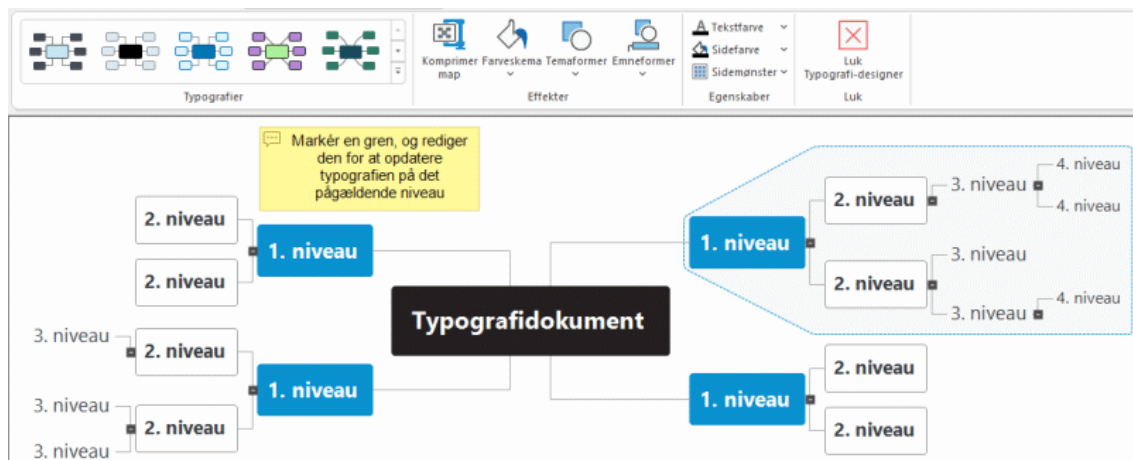 Komprimer map
Farveskema
Temaformer
Emneformer
Tekstfarve
Sidefarve
Sidemønster
Luk
Typografi-designer
Typografier
Effekter
Egenskaber
Luk
Markér en gren, og rediger
den for at opdatere
typografien på det
pågældende niveau
2. niveau
1. niveau
2. niveau
3. niveau
2. niveau
1. niveau
3. niveau
2. niveau
3. niveau
Typografidokument
1. niveau
2. niveau
3. niveau
4. niveau
4. niveau
2. niveau
3. niveau
3. niveau
4. niveau
1. niveau
2. niveau
2. niveau